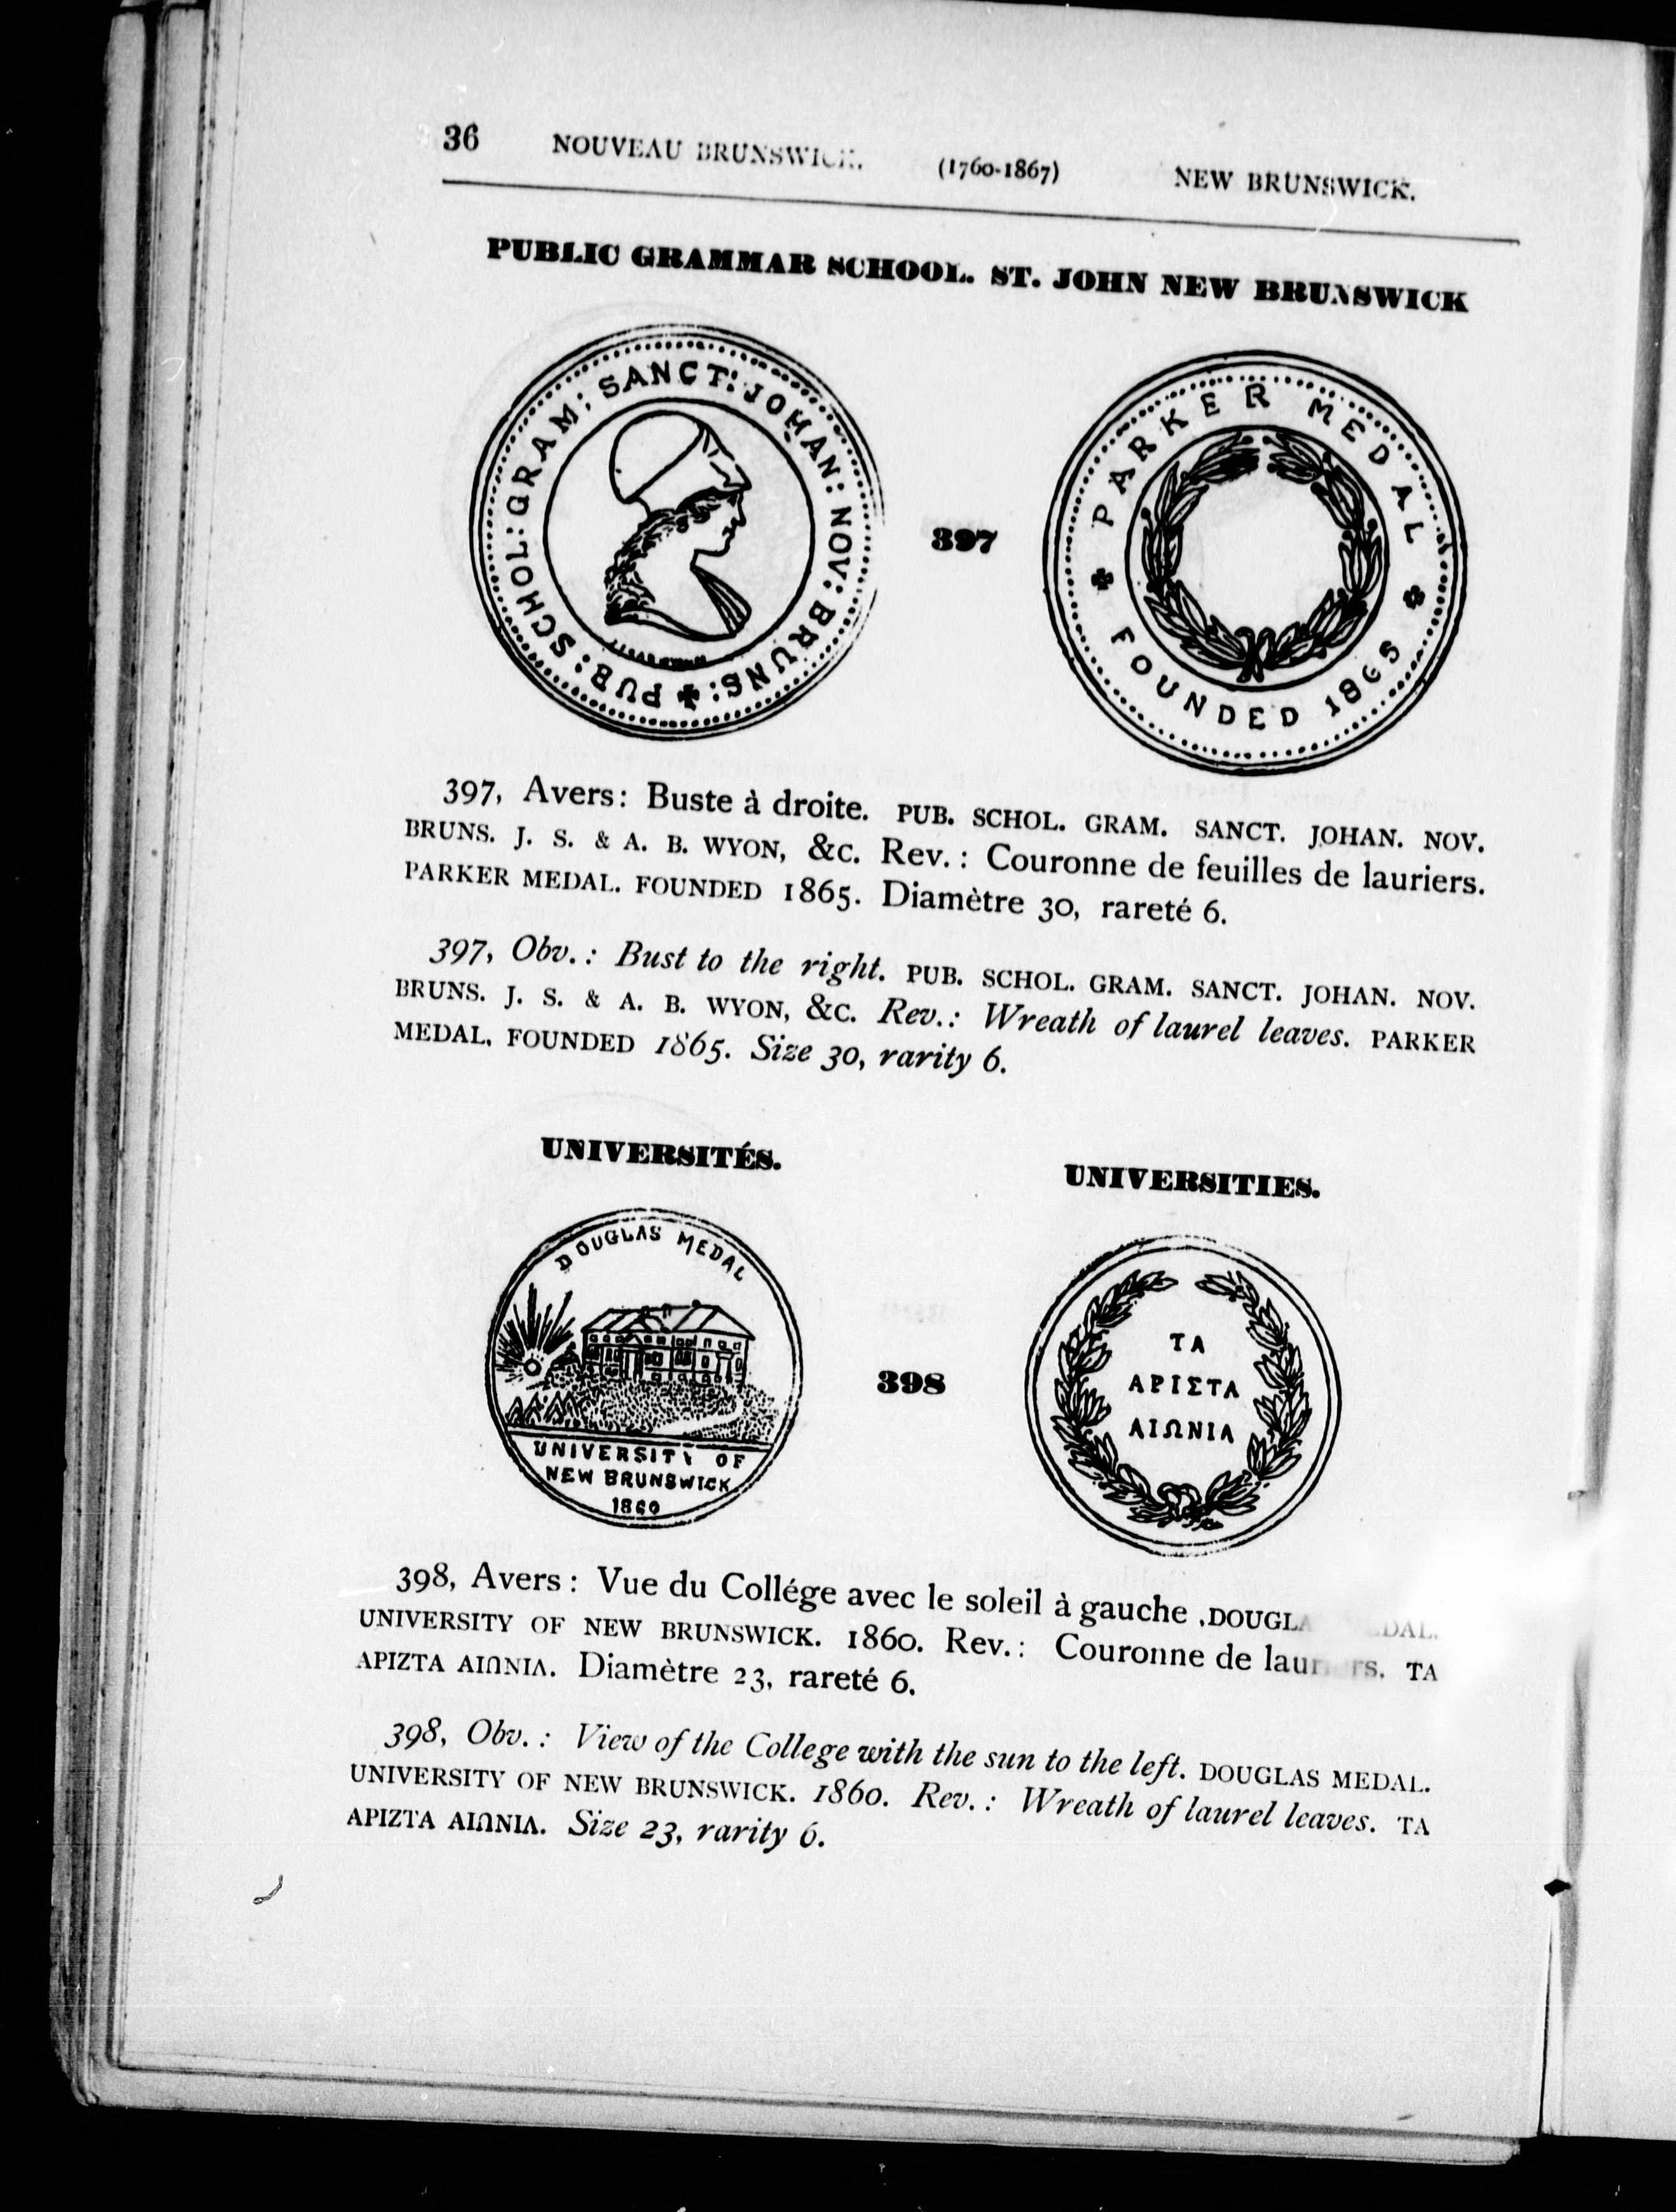 36 NOUVEAU BRUNSWICK. (1760-1867) NEW BRUNSWICK.
PUBLIC GRAMMAR SCHOOL. ST. JOHN NEW BRUNSWICK
PUB: SCHOL: GRAM: SANCT: JOHAN: NOV: BRUNS:
397
PARKER MEDAL
FOUNDED 1865
397, Avers: Buste à droite. PUB. SCHOL. GRAM. SANCT. JOHAN. NOV.
BRUNS. J. S. & A. B. WYON, &C. Rev.: Couronne de feuilles de lauriers.
PARKER MEDAL. FOUNDED 1865. Diamètre 30, rareté 6.
397, Obv.: Bust to the right. PUB. SCHOL. GRAM. SANCT. JOHAN. NOV.
BRUNS. J. S. & A. B. WYON, &C. Rev.: Wreath of laurel leaves. PARKER
MEDAL. FOUNDED 1865. Size 30, rarity 6.
UNIVERSITÉS. UNIVERSITIES.
DOUGLAS MEDAL
UNIVERSITY OF
NEW BRUNSWICK
1860
398
ΤΑ
ΑΡΙΣΤΑ
ΑΙΩΝΙΑ
398, Avers: Vue du Collége avec le soleil à gauche .DOUGLA DAL.
UNIVERSITY OF NEW BRUNSWICK. 1860. Rev.: Couronne de lauriers. TA
APIZTA AIΩNIA. Diamètre 23, rareté 6.
398, Obv.: View of the College with the sun to the left. DOUGLAS MEDAL.
UNIVERSITY OF NEW BRUNSWICK. 1860. Rev.: Wreath of laurel leaves. TA
APIZTA AIΩNIA. Size 23, rarity 6.